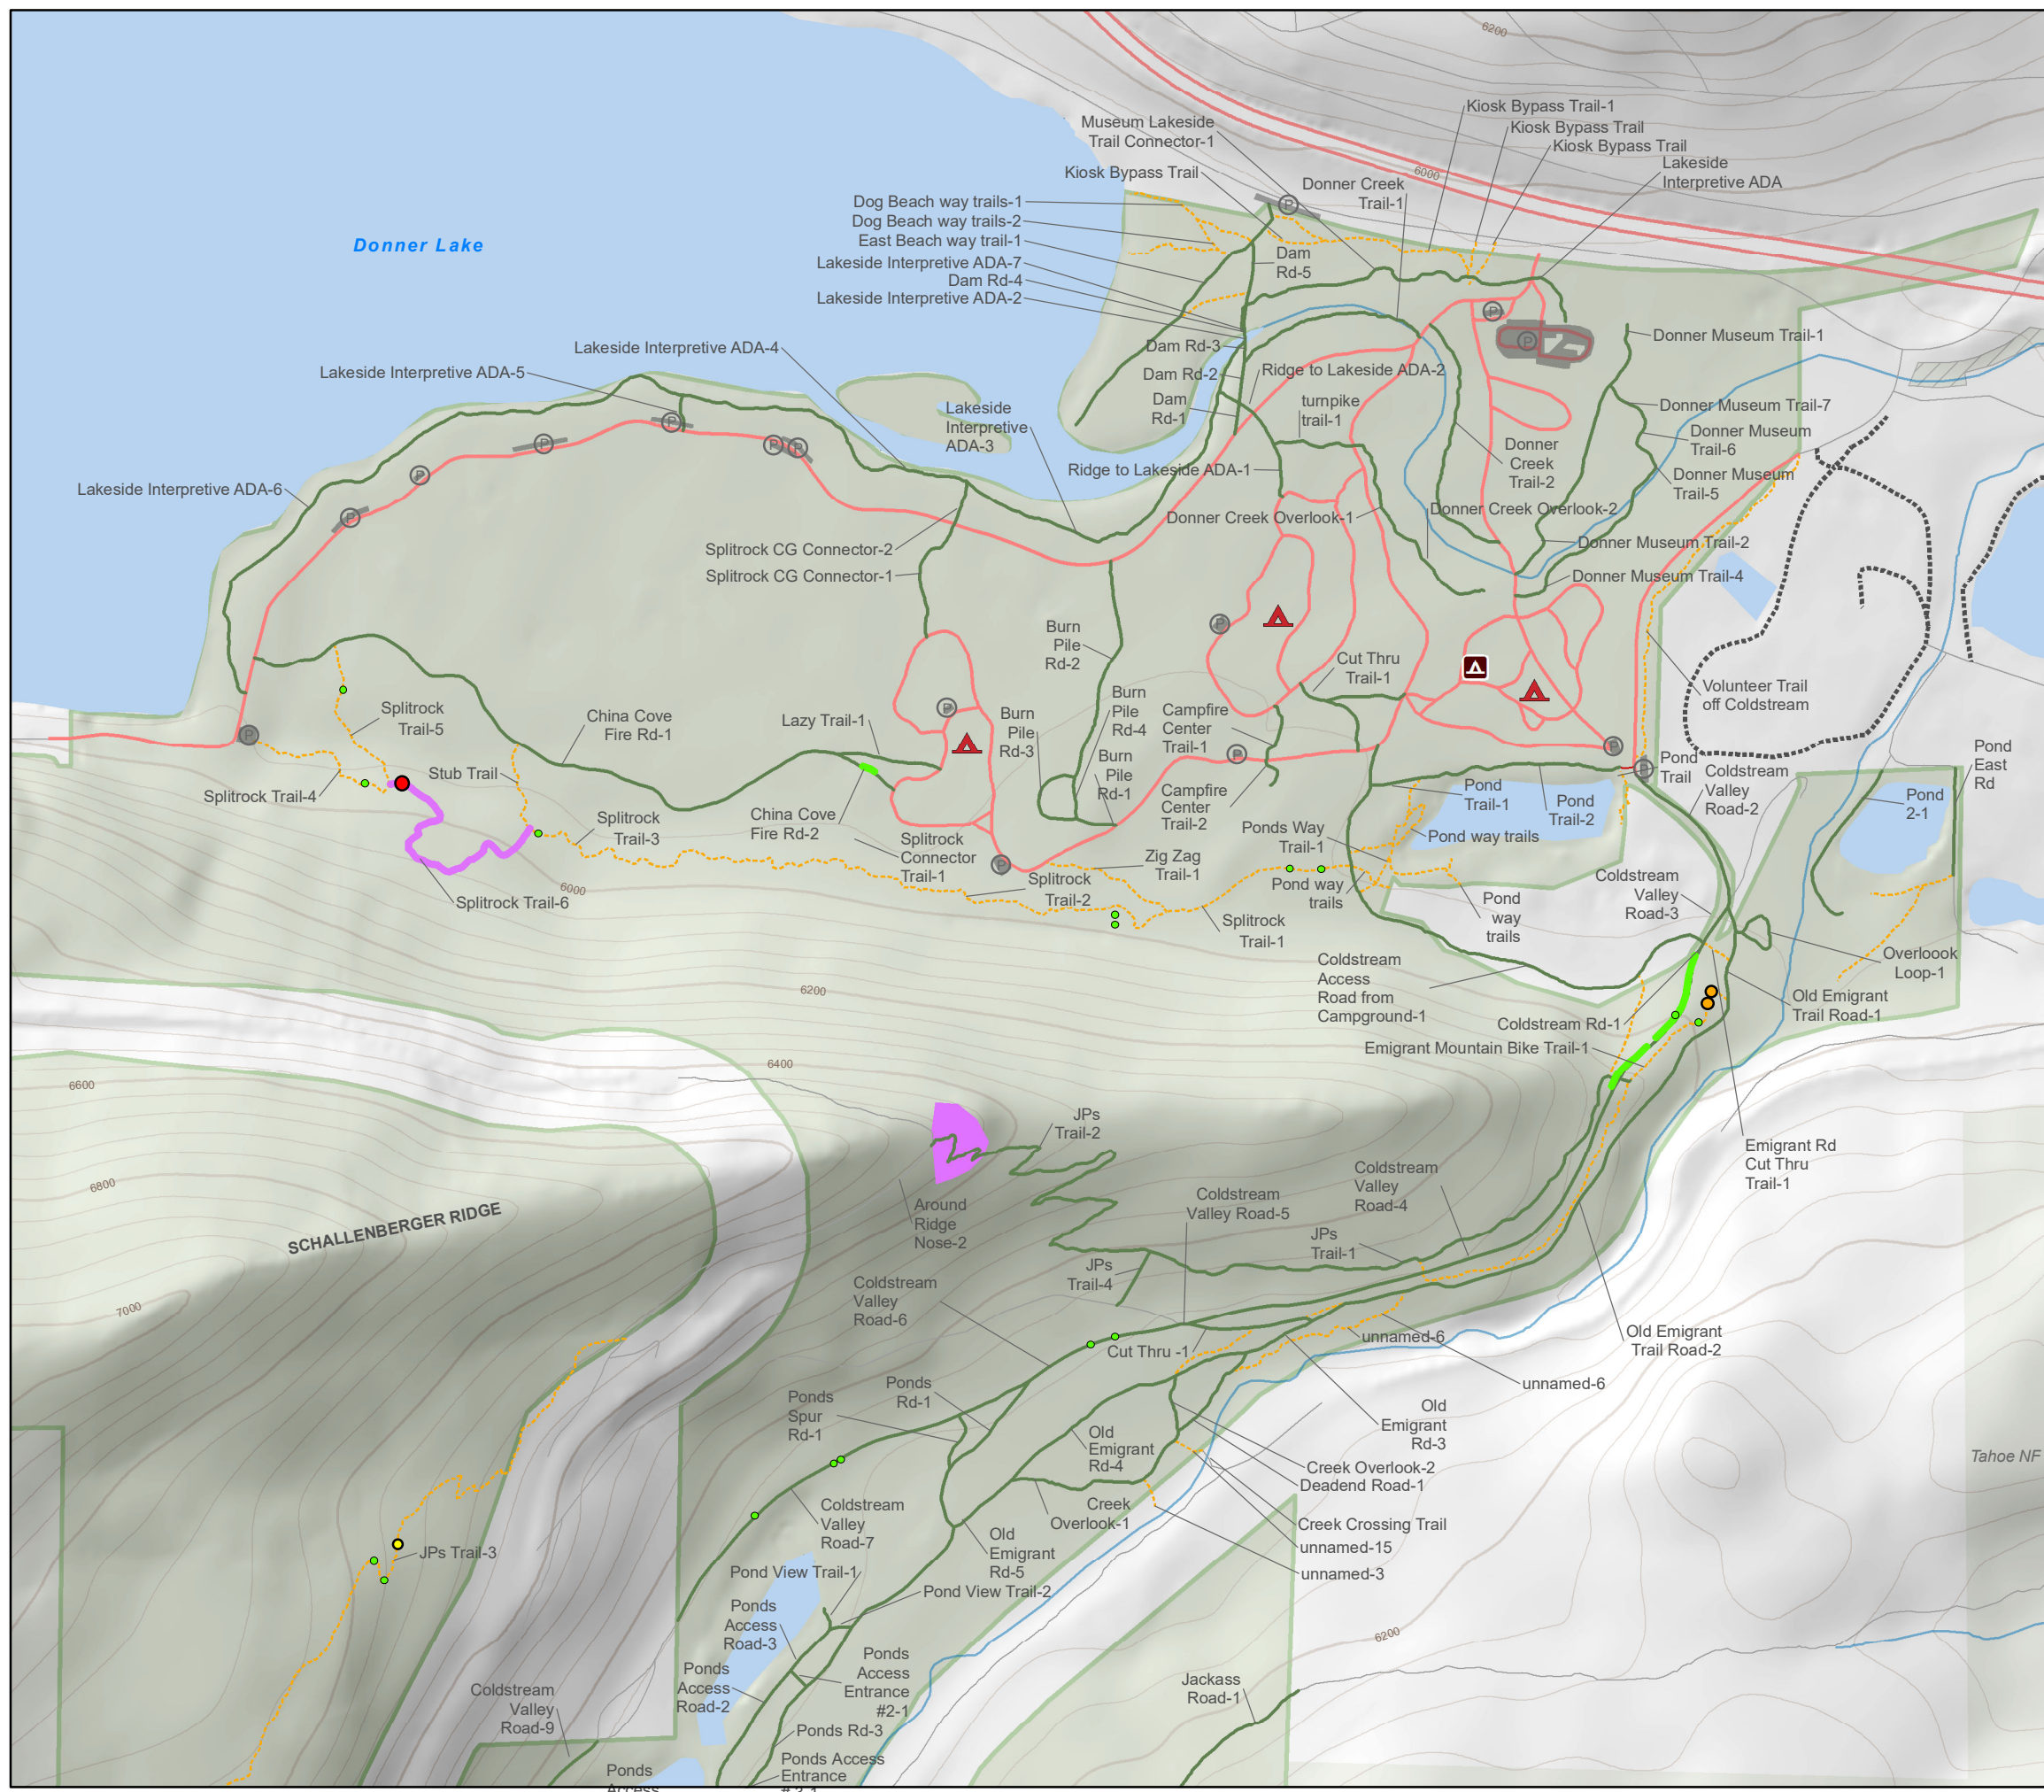 6200
Kiosk Bypass Trail-1
Museum Lakeside
Trail Connector-1
Kiosk Bypass Trail
Kiosk Bypass Trail
Lakeside
Interpretive ADA
6000
Kiosk Bypass Trail
Donner Creek
Trail-1
P
Dog Beach way trails-1
Dog Beach way trails-2
East Beach way trail-1
Donner Lake
Dam
Rd-5
Lakeside Interpretive ADA-7
Dam Rd-4
Lakeside Interpretive ADA-2
P
P
Donner Museum Trail-1
Dam Rd-3
Lakeside Interpretive ADA-4
Lakeside Interpretive ADA-5
Dam Rd-2
Ridge to Lakeside ADA-2
Dam
Rd-1
turnpike
trail-1
Donner Museum Trail-7
Lakeside
Interpretive
ADA-3
P
P
P
P
Donner Museum
Trail-6
Donner
Creek
Trail-2
Ridge to Lakeside ADA-1
Donner Museum
Trail-5
P
Lakeside Interpretive ADA-6
P
Donner Creek Overlook-1
Donner Creek Overlook-2
Splitrock CG Connector-2
Donner Museum Trail-2
Splitrock CG Connector-1
Donner Museum Trail-4
P
Burn
Pile
Rd-2
Cut Thru
Trail-1
Volunteer Trail
off Coldstream
Splitrock
Trail-5
China Cove
Fire Rd-1
Lazy Trail-1
P
Burn
Pile
Rd-3
Burn
Pile
Rd-4
Campfire
Center
Trail-1
P
P
P
Burn
Pile
Rd-1
Pond
Trail
P
Pond
East
Rd
Stub Trail
Splitrock Trail-4
Coldstream
Valley
Road-2
Campfire
Center
Trail-2
Pond
Trail-1
Pond
Trail-2
Pond
2-1
China Cove
Fire Rd-2
Splitrock
Trail-3
Ponds Way
Trail-1
Pond way trails
Splitrock
Connector
Trail-1
P
Zig Zag
Trail-1
6000
Splitrock
Trail-2
Pond way
trails
Coldstream
Valley
Road-3
Splitrock Trail-6
Pond
way
trails
Splitrock
Trail-1
Overloook
Loop-1
Coldstream
Access
Road from
Campground-1
6200
Old Emigrant
Trail Road-1
Coldstream Rd-1
Emigrant Mountain Bike Trail-1
6400
6600
JPs
Trail-2
Emigrant Rd
Cut Thru
Trail-1
6800
Coldstream
Valley
Road-4
Around
Ridge
Nose-2
Coldstream
Valley Road-5
SCHALLENBERGER RIDGE
JPs
Trail-1
JPs
Trail-4
7000
Coldstream
Valley
Road-6
Old Emigrant
Trail Road-2
unnamed-6
Cut Thru -1
unnamed-6
Ponds
Rd-1
Ponds
Spur
Rd-1
Old
Emigrant
Rd-3
Old
Emigrant
Rd-4
Tahoe NF
Creek Overlook-2
Deadend Road-1
Coldstream
Valley
Road-7
Creek
Overlook-1
Creek Crossing Trail
Old
Emigrant
Rd-5
unnamed-15
JPs Trail-3
Pond View Trail-1
unnamed-3
Pond View Trail-2
Ponds
Access
Road-3
6200
Ponds
Access
Entrance
#2-1
Ponds
Access
Road-2
Jackass
Road-1
Coldstream
Valley
Road-9
Ponds Rd-3
Ponds Access
Entrance
# 3-1
Ponds
Access